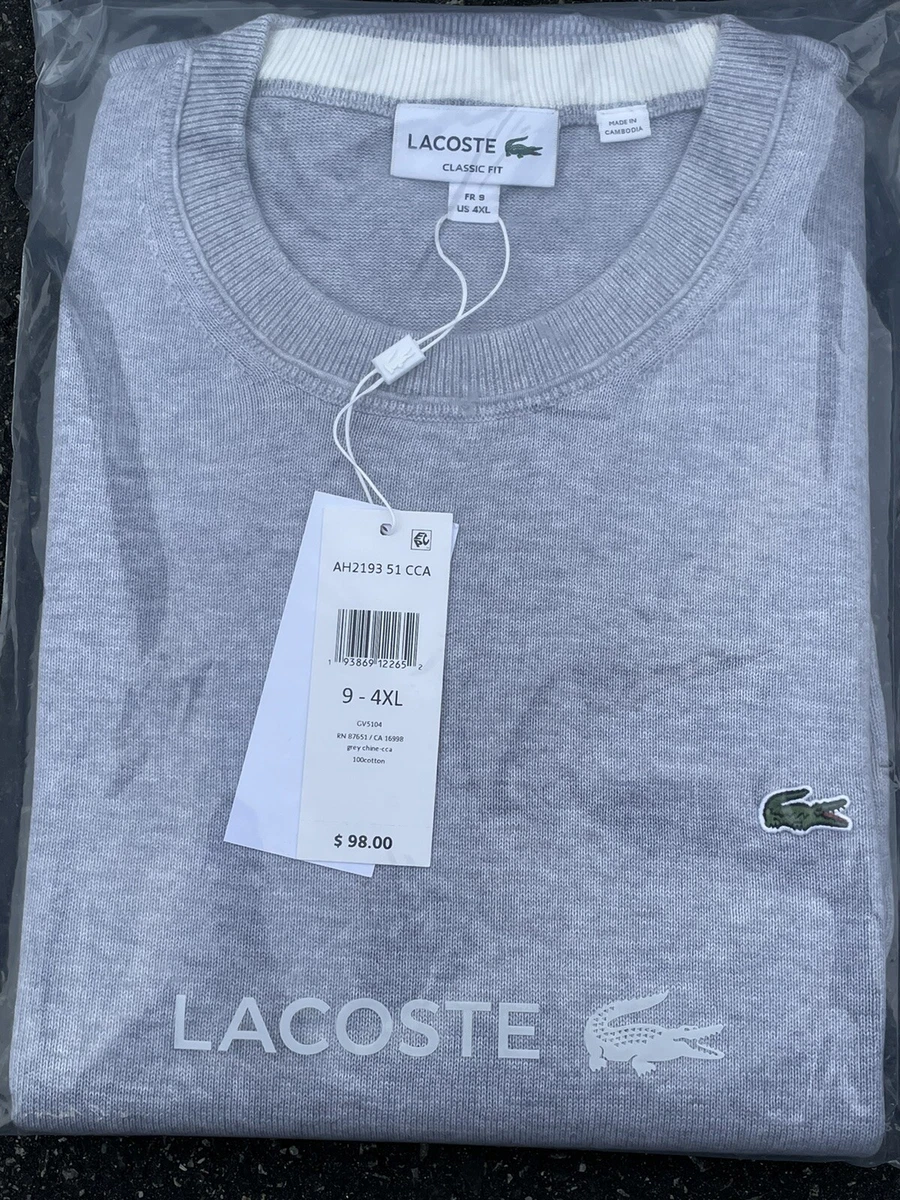 LACOSTE
CLASSIC FIT
MADE IN
CAMBODIA
FR 9
US 4XL
AH2193 51 CCA
1 93869 12265 2
9 - 4XL
GV5104
RN 87651 / CA 16998
grey chine-cca
100cotton
$ 98.00
LACOSTE